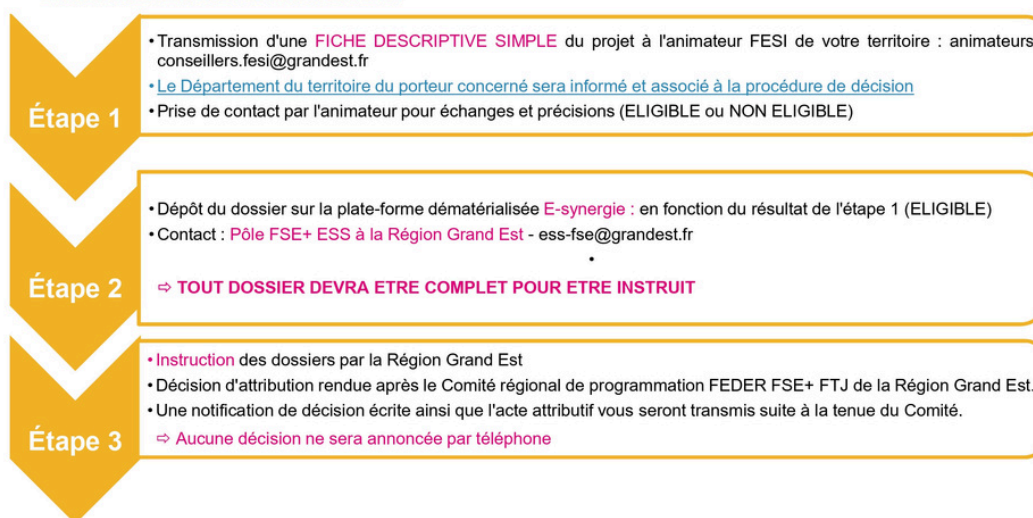 • Transmission d'une FICHE DESCRIPTIVE SIMPLE du projet à l'animateur FESI de votre territoire : animateurs
conseillers.fesi@grandest.fr
• Le Département du territoire du porteur concerné sera informé et associé à la procédure de décision
• Prise de contact par l'animateur pour échanges et précisions (ELIGIBLE ou NON ELIGIBLE)
Étape 1
• Dépôt du dossier sur la plate-forme dématérialisée E-synergie : en fonction du résultat de l'étape 1 (ELIGIBLE)
• Contact : Pôle FSE+ ESS à la Région Grand Est - ess-fse@grandest.fr
•
⇨ TOUT DOSSIER DEVRA ETRE COMPLET POUR ETRE INSTRUIT
Étape 2
• Instruction des dossiers par la Région Grand Est
• Décision d'attribution rendue après le Comité régional de programmation FEDER FSE+ FTJ de la Région Grand Est.
• Une notification de décision écrite ainsi que l'acte attributif vous seront transmis suite à la tenue du Comité.
⇨ Aucune décision ne sera annoncée par téléphone
Étape 3